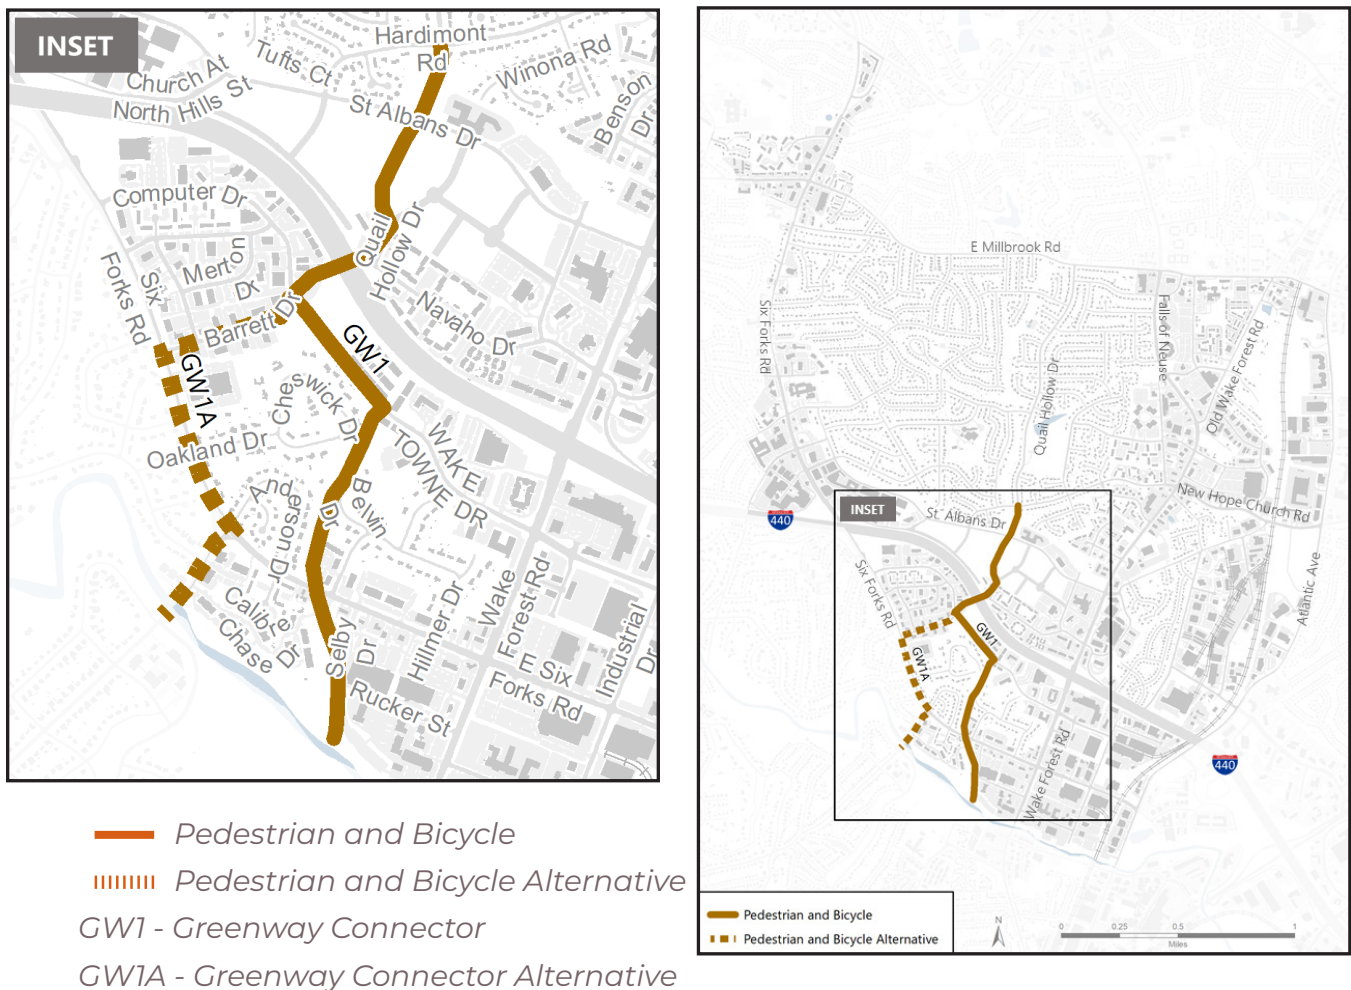 INSET
Hardimont
Rd
Tufts Ct
Winona Rd
Church At
North Hills St
St Albans Dr
Benson
Dr
Computer Dr
Quail
Hollow Dr
Merton
Dr
Six
Forks Rd
Barrett Dr
Navaho Dr
GW1
GW1A
Cheswick Dr
Oakland Dr
WAKE
TOWNE DR
Anderson Dr
Belvin
Dr
Calibre
Chase Dr
Selby
Dr
Hillmer Dr
Wake
Forest Rd
E Six
Forks Rd
Industrial
Dr
Rucker St
Pedestrian and Bicycle
Pedestrian and Bicycle Alternative
GW1 - Greenway Connector
GW1A - Greenway Connector Alternative
E Millbrook Rd
Six Forks Rd
Falls of Neuse
Old Wake Forest Rd
Quail Hollow Dr
New Hope Church Rd
INSET
440
St. Albans Dr
Six Forks Rd
Atlantic Ave
GW1
GW1A
Wake Forest Rd
440
Pedestrian and Bicycle
Pedestrian and Bicycle Alternative
N
0 0.25 0.5 1
Miles